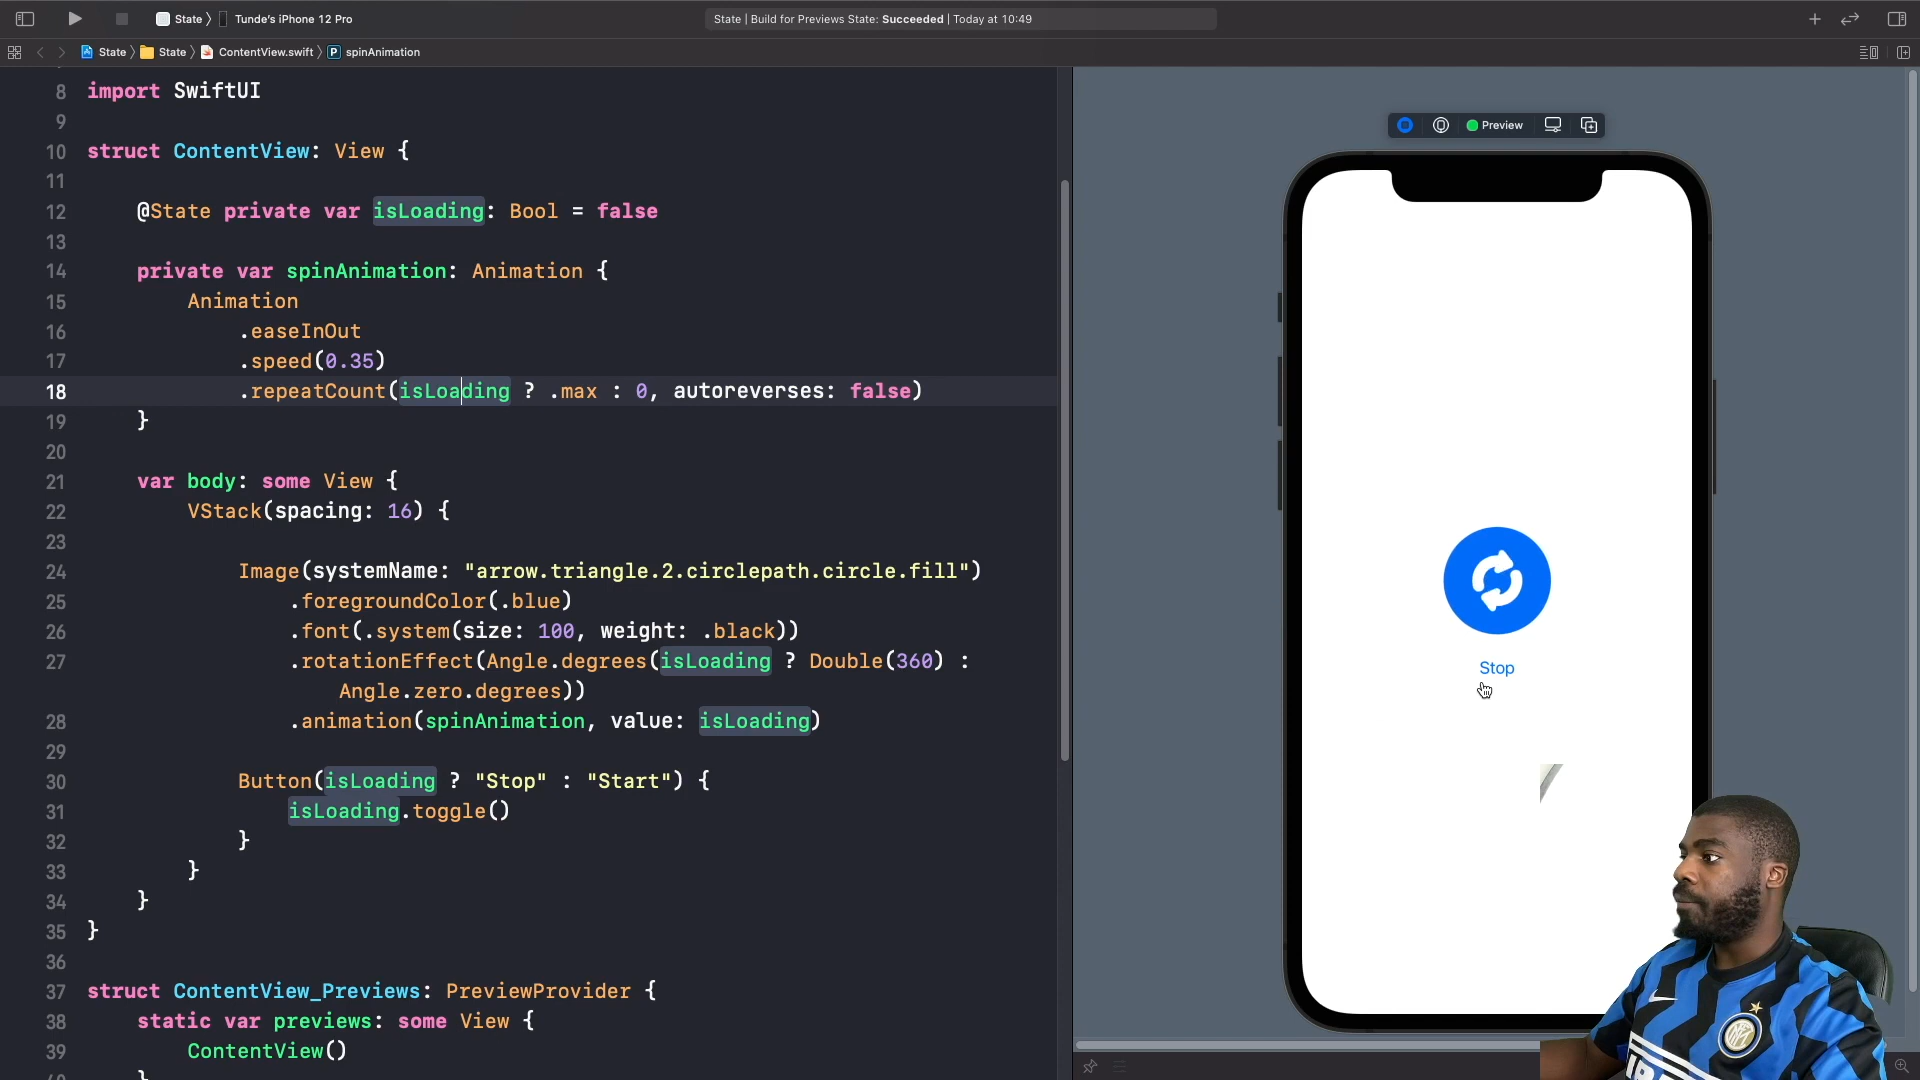 State 〉 Tunde's iPhone 12 Pro
State | Build for Previews State: Succeeded | Today at 10:49
State 〉 State 〉 ContentView.swift 〉 P spinAnimation
8 import SwiftUI
9
10 struct ContentView: View {
11
12 @State private var isLoading: Bool = false
13
14 private var spinAnimation: Animation {
15 Animation
16 .easeInOut
17 .speed(0.35)
18 .repeatCount(isLoading ? .max : 0, autoreverses: false)
19 }
20
21 var body: some View {
22 VStack(spacing: 16) {
23
24 Image(systemName: "arrow.triangle.2.circlepath.circle.fill")
25 .foregroundColor(.blue)
26 .font(.system(size: 100, weight: .black))
27 .rotationEffect(Angle.degrees(isLoading ? Double(360) :
Angle.zero.degrees))
28 .animation(spinAnimation, value: isLoading)
29
30 Button(isLoading ? "Stop" : "Start") {
31 isLoading.toggle()
32 }
33 }
34 }
35 }
36
37 struct ContentView_Previews: PreviewProvider {
38 static var previews: some View {
39 ContentView()
Preview
Stop